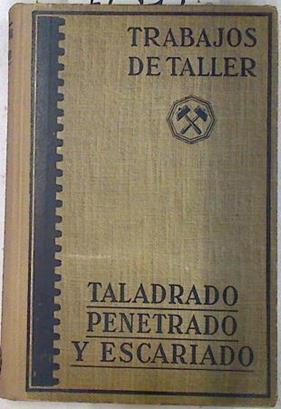 TRABAJOS
DE TALLER
TALADRADO
PENETRADO
Y ESCARIADO